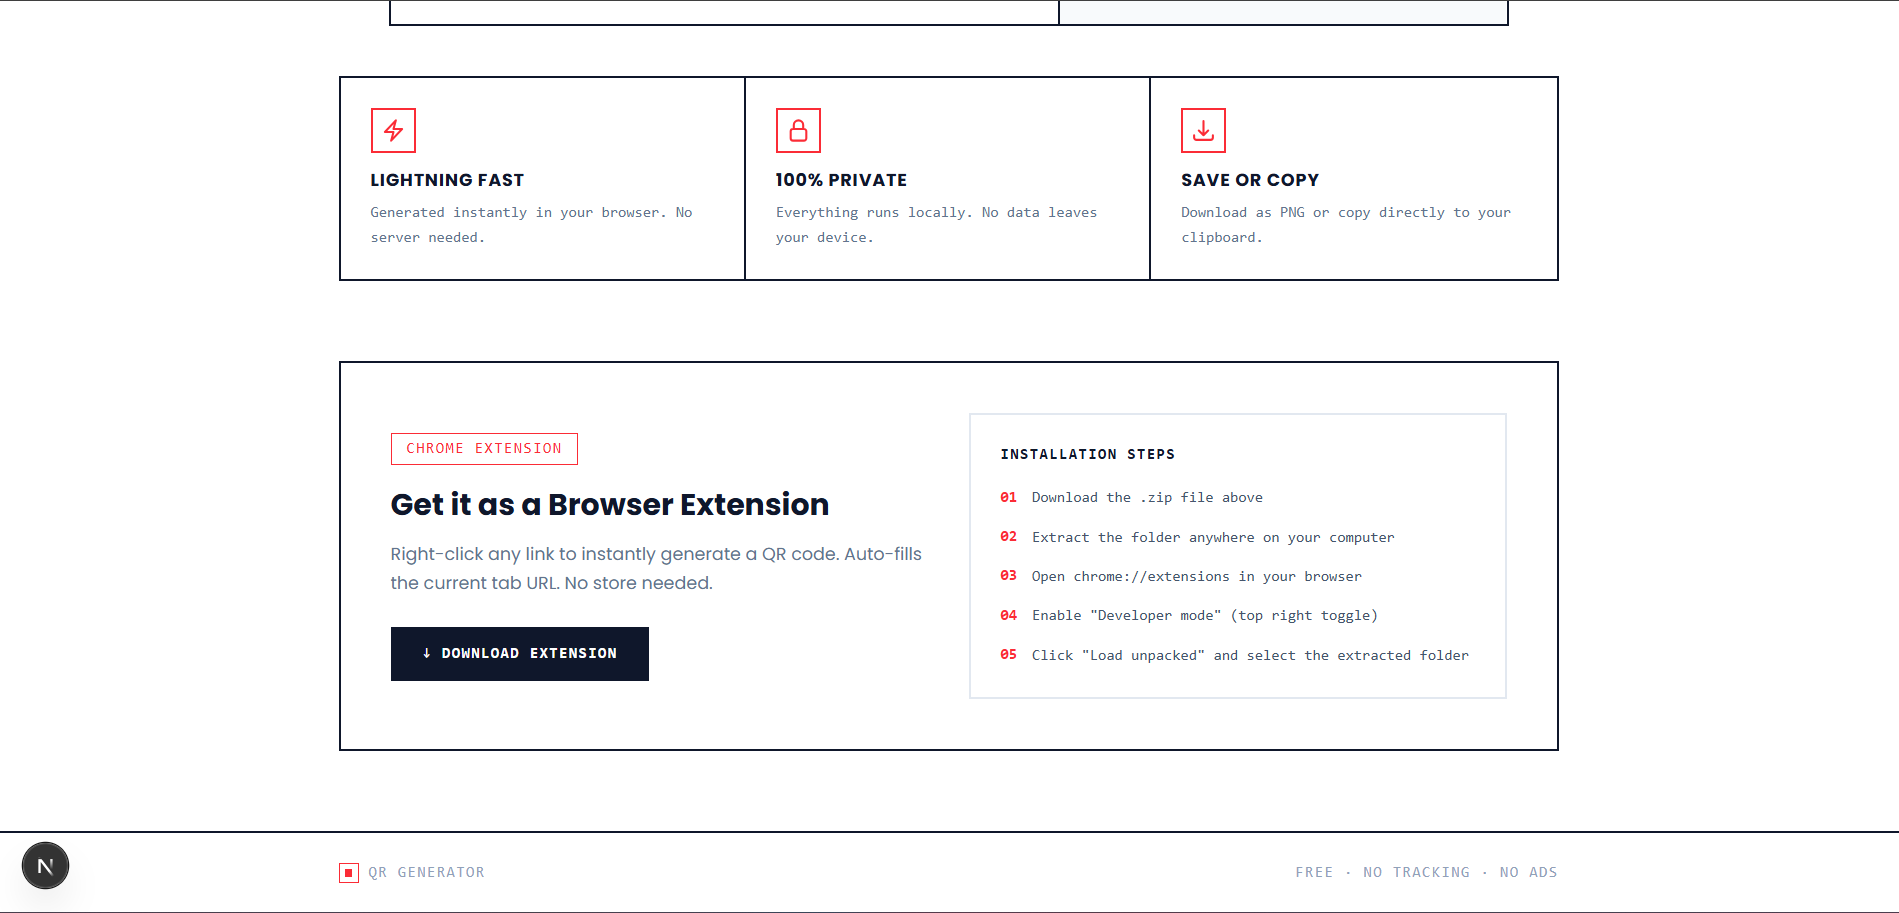 LIGHTNING FAST
Generated instantly in your browser. No
server needed.
100% PRIVATE
Everything runs locally. No data leaves
your device.
SAVE OR COPY
Download as PNG or copy directly to your
clipboard.
CHROME EXTENSION
Get it as a Browser Extension
Right-click any link to instantly generate a QR code. Auto-fills
the current tab URL. No store needed.
↓ DOWNLOAD EXTENSION
INSTALLATION STEPS
01 Download the .zip file above
02 Extract the folder anywhere on your computer
03 Open chrome://extensions in your browser
04 Enable "Developer mode" (top right toggle)
05 Click "Load unpacked" and select the extracted folder
N
QR GENERATOR
FREE · NO TRACKING · NO ADS